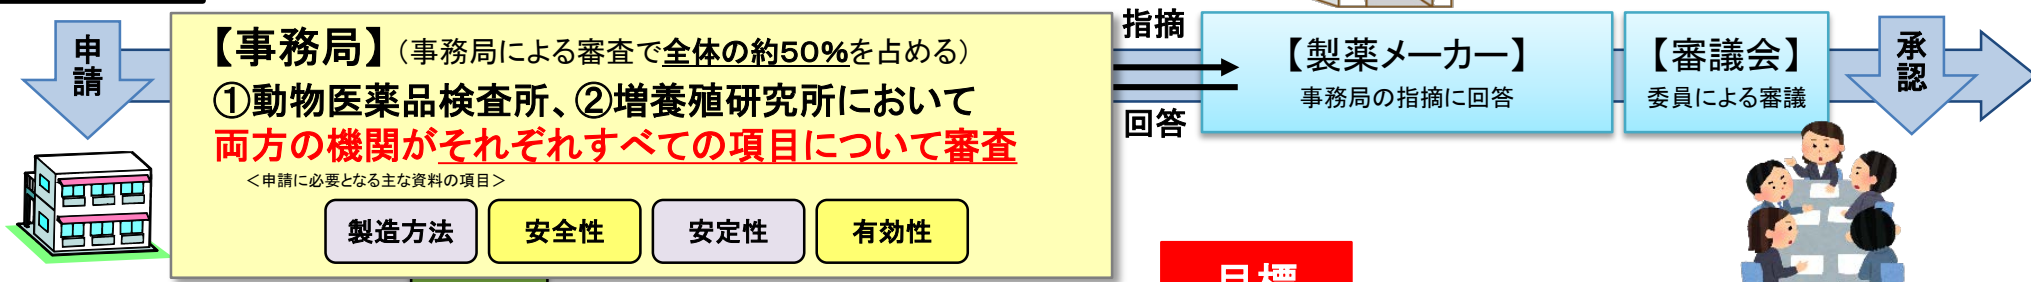 申請
【事務局】（事務局による審査で全体の約50%を占める）
①動物医薬品検査所、②増養殖研究所において
両方の機関がそれぞれすべての項目について審査
＜申請に必要となる主な資料の項目＞
製造方法
安全性
安定性
有効性
指摘
回答
【製薬メーカー】
事務局の指摘に回答
【審議会】
委員による審議
承認
目標